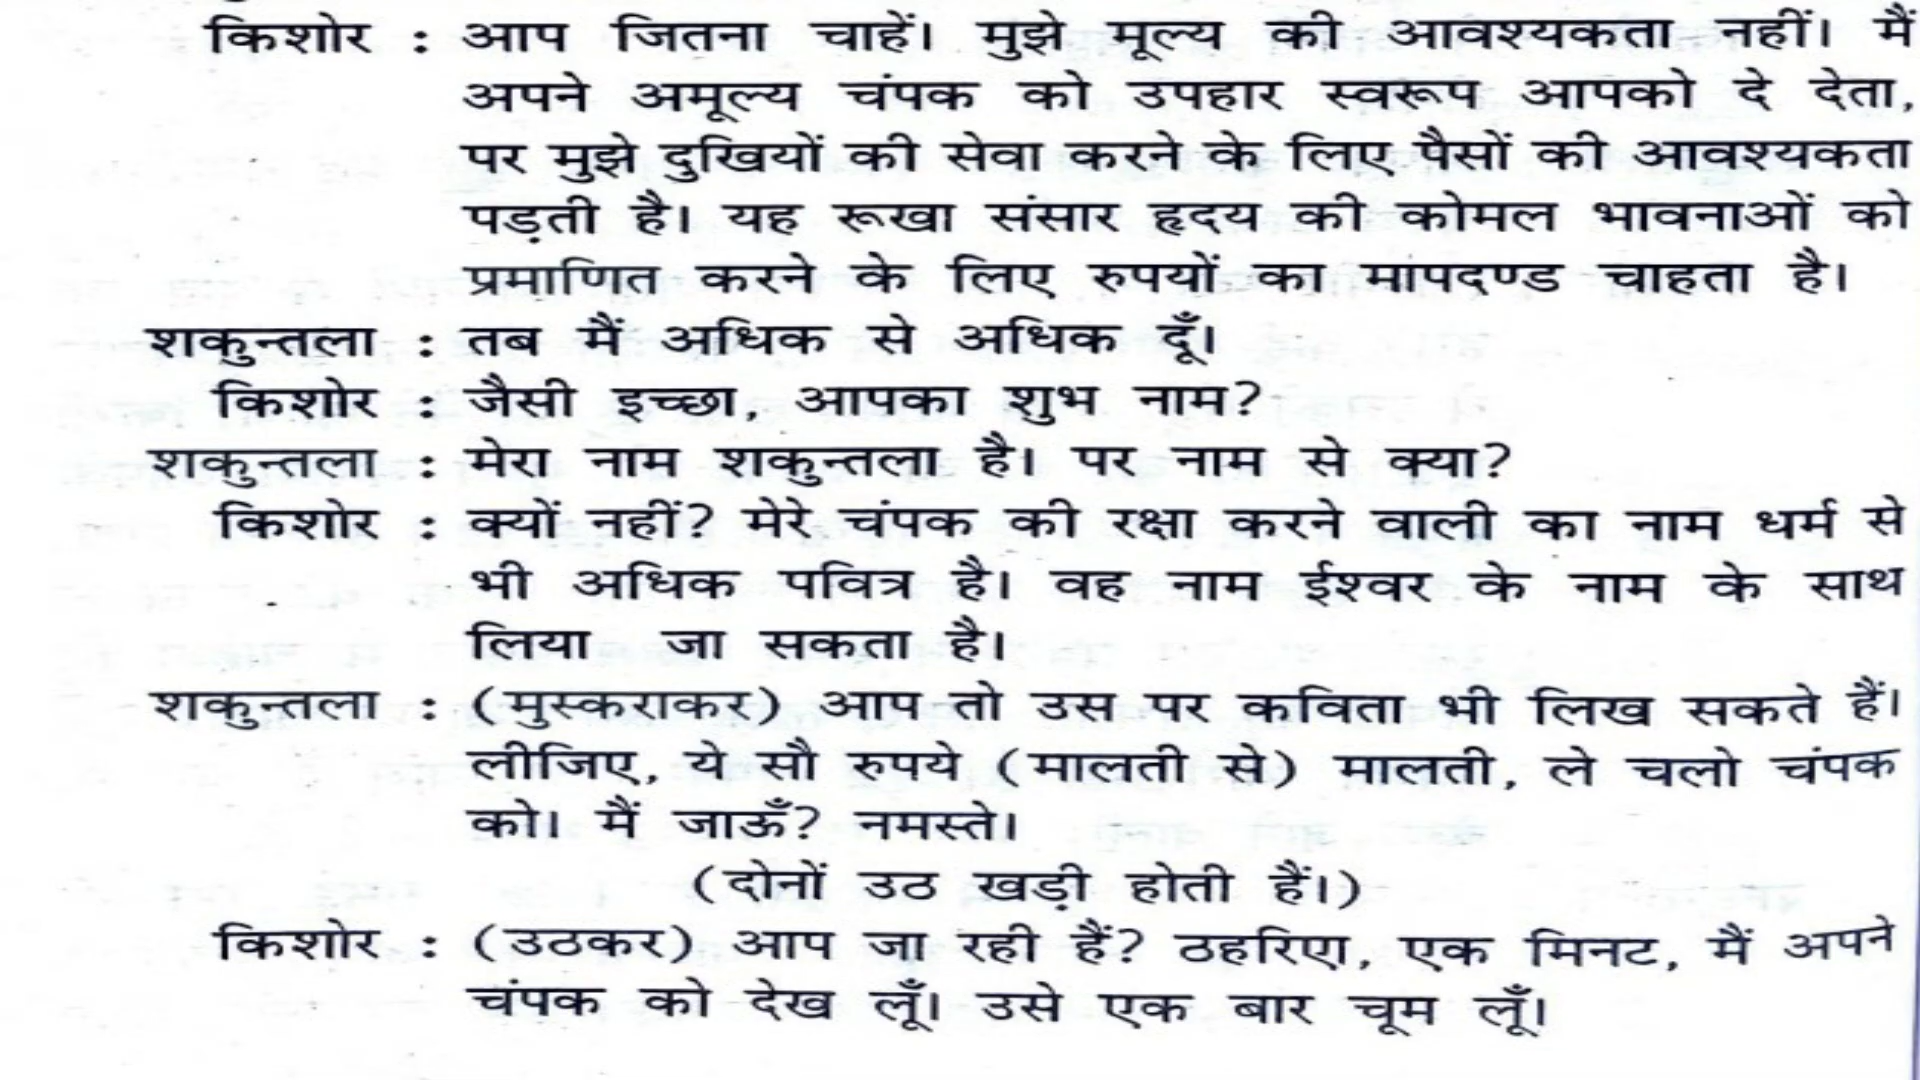 किशोर : आप जितना चाहें। मुझे मूल्य की आवश्यकता नहीं। मैं
अपने अमूल्य चंपक को उपहार स्वरूप आपको दे देता,
पर मुझे दुखियों की सेवा करने के लिए पैसों की आवश्यकता
पड़ती है। यह रूखा संसार हृदय की कोमल भावनाओं को
प्रमाणित करने के लिए रुपयों का मापदण्ड चाहता है।
शकुन्तला : तब मैं अधिक से अधिक दूँ।
किशोर : जैसी इच्छा, आपका शुभ नाम?
शकुन्तला : मेरा नाम शकुन्तला है। पर नाम से क्या?
किशोर : क्यों नहीं? मेरे चंपक की रक्षा करने वाली का नाम धर्म से
भी अधिक पवित्र है। वह नाम ईश्वर के नाम के साथ
लिया जा सकता है।
शकुन्तला : (मुस्कराकर) आप तो उस पर कविता भी लिख सकते हैं।
लीजिए, ये सौ रुपये (मालती से) मालती, ले चलो चंपक
को। मैं जाऊँ? नमस्ते।
(दोनों उठ खड़ी होती हैं।)
किशोर : (उठकर) आप जा रही हैं? ठहरिए, एक मिनट, मैं अपने
चंपक को देख लूँ। उसे एक बार चूम लूँ।